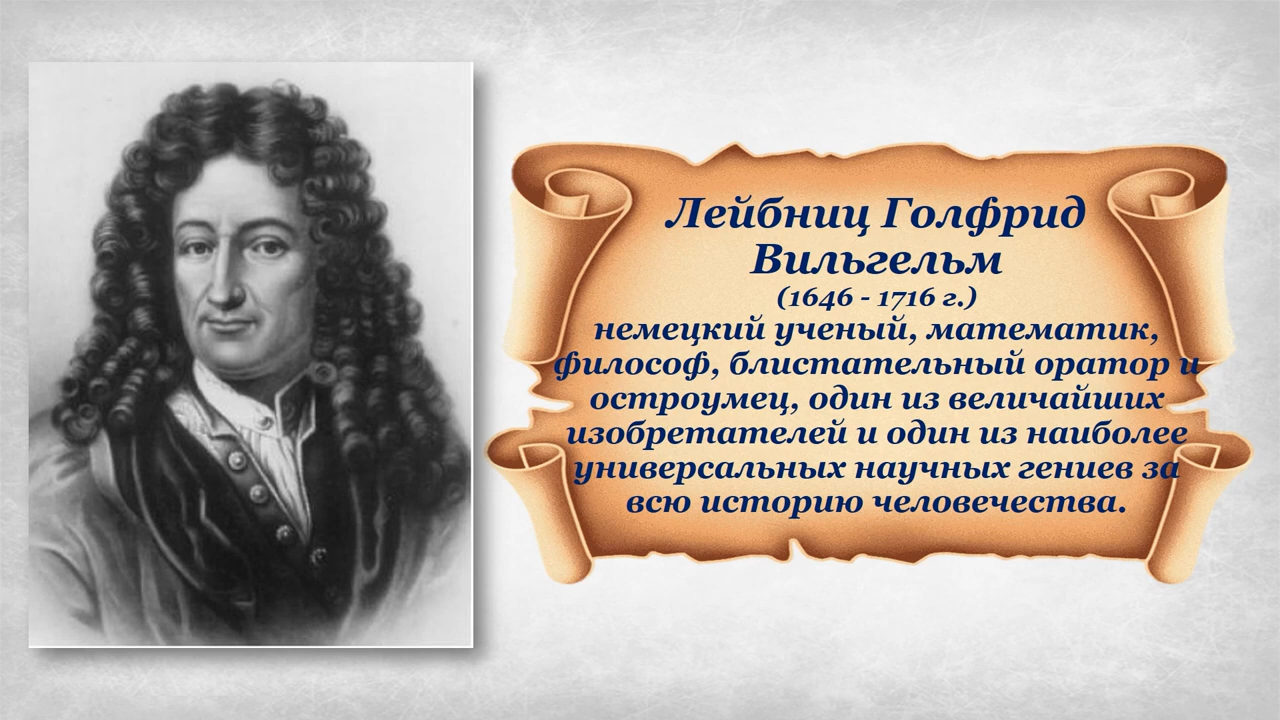 Лейбниц Голфрид
Вильгельм
(1646 - 1716 г.)
немецкий ученый, математик,
философ, блистательный оратор и
остроумец, один из величайших
изобретателей и один из наиболее
универсальных научных гениев за
всю историю человечества.